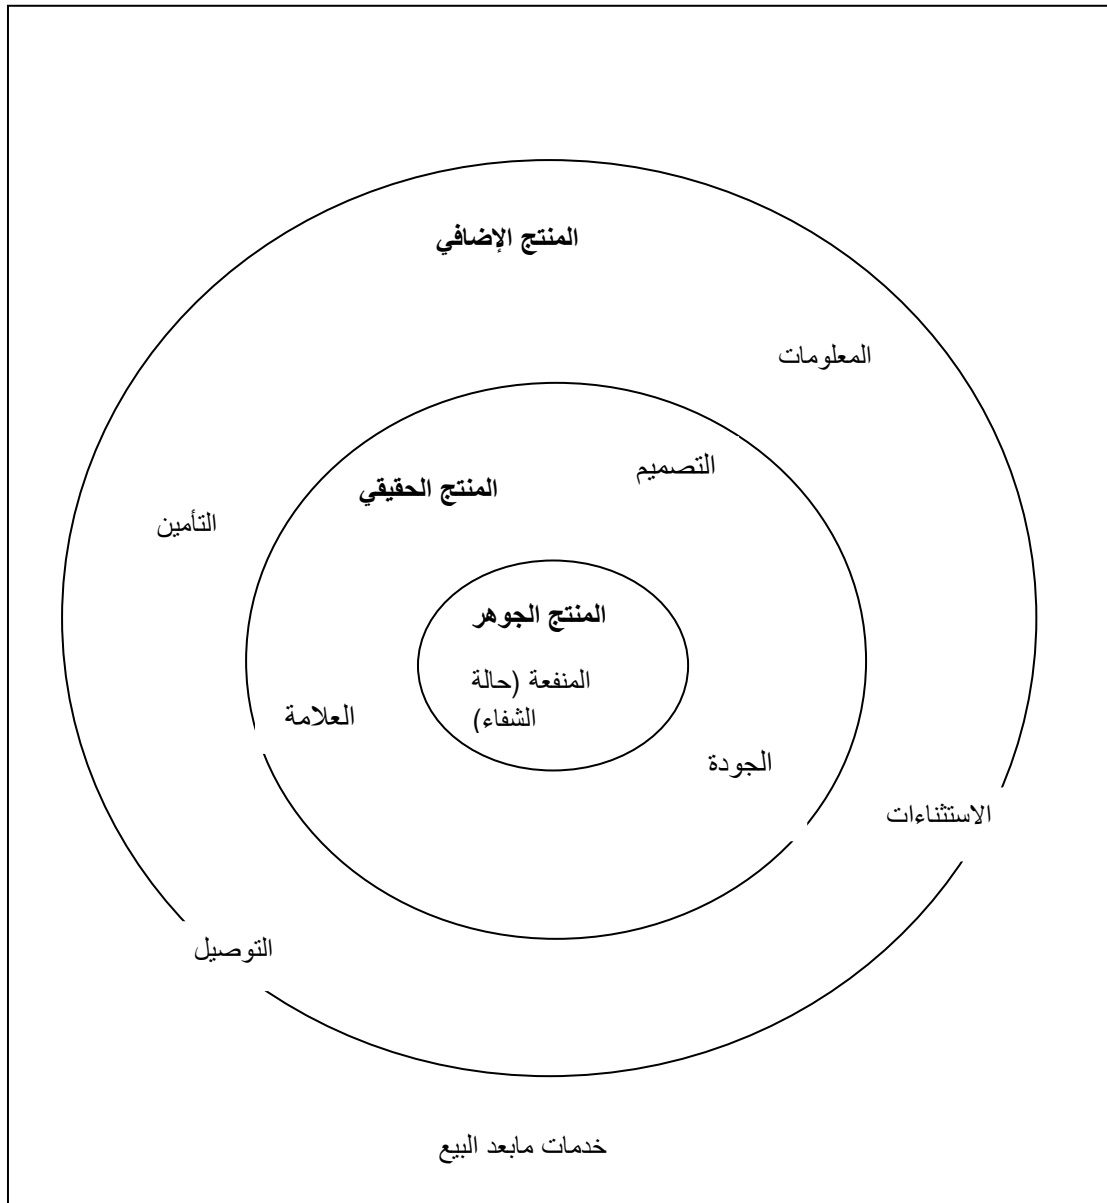 المنتج الإضافي
المعلومات
التصميم
المنتج الحقيقي
التأمين
المنتج الجوهر
المنفعة (حالة
الشفاء)
العلامة
الجودة
الاستثناءات
التوصيل
خدمات مابعد البيع